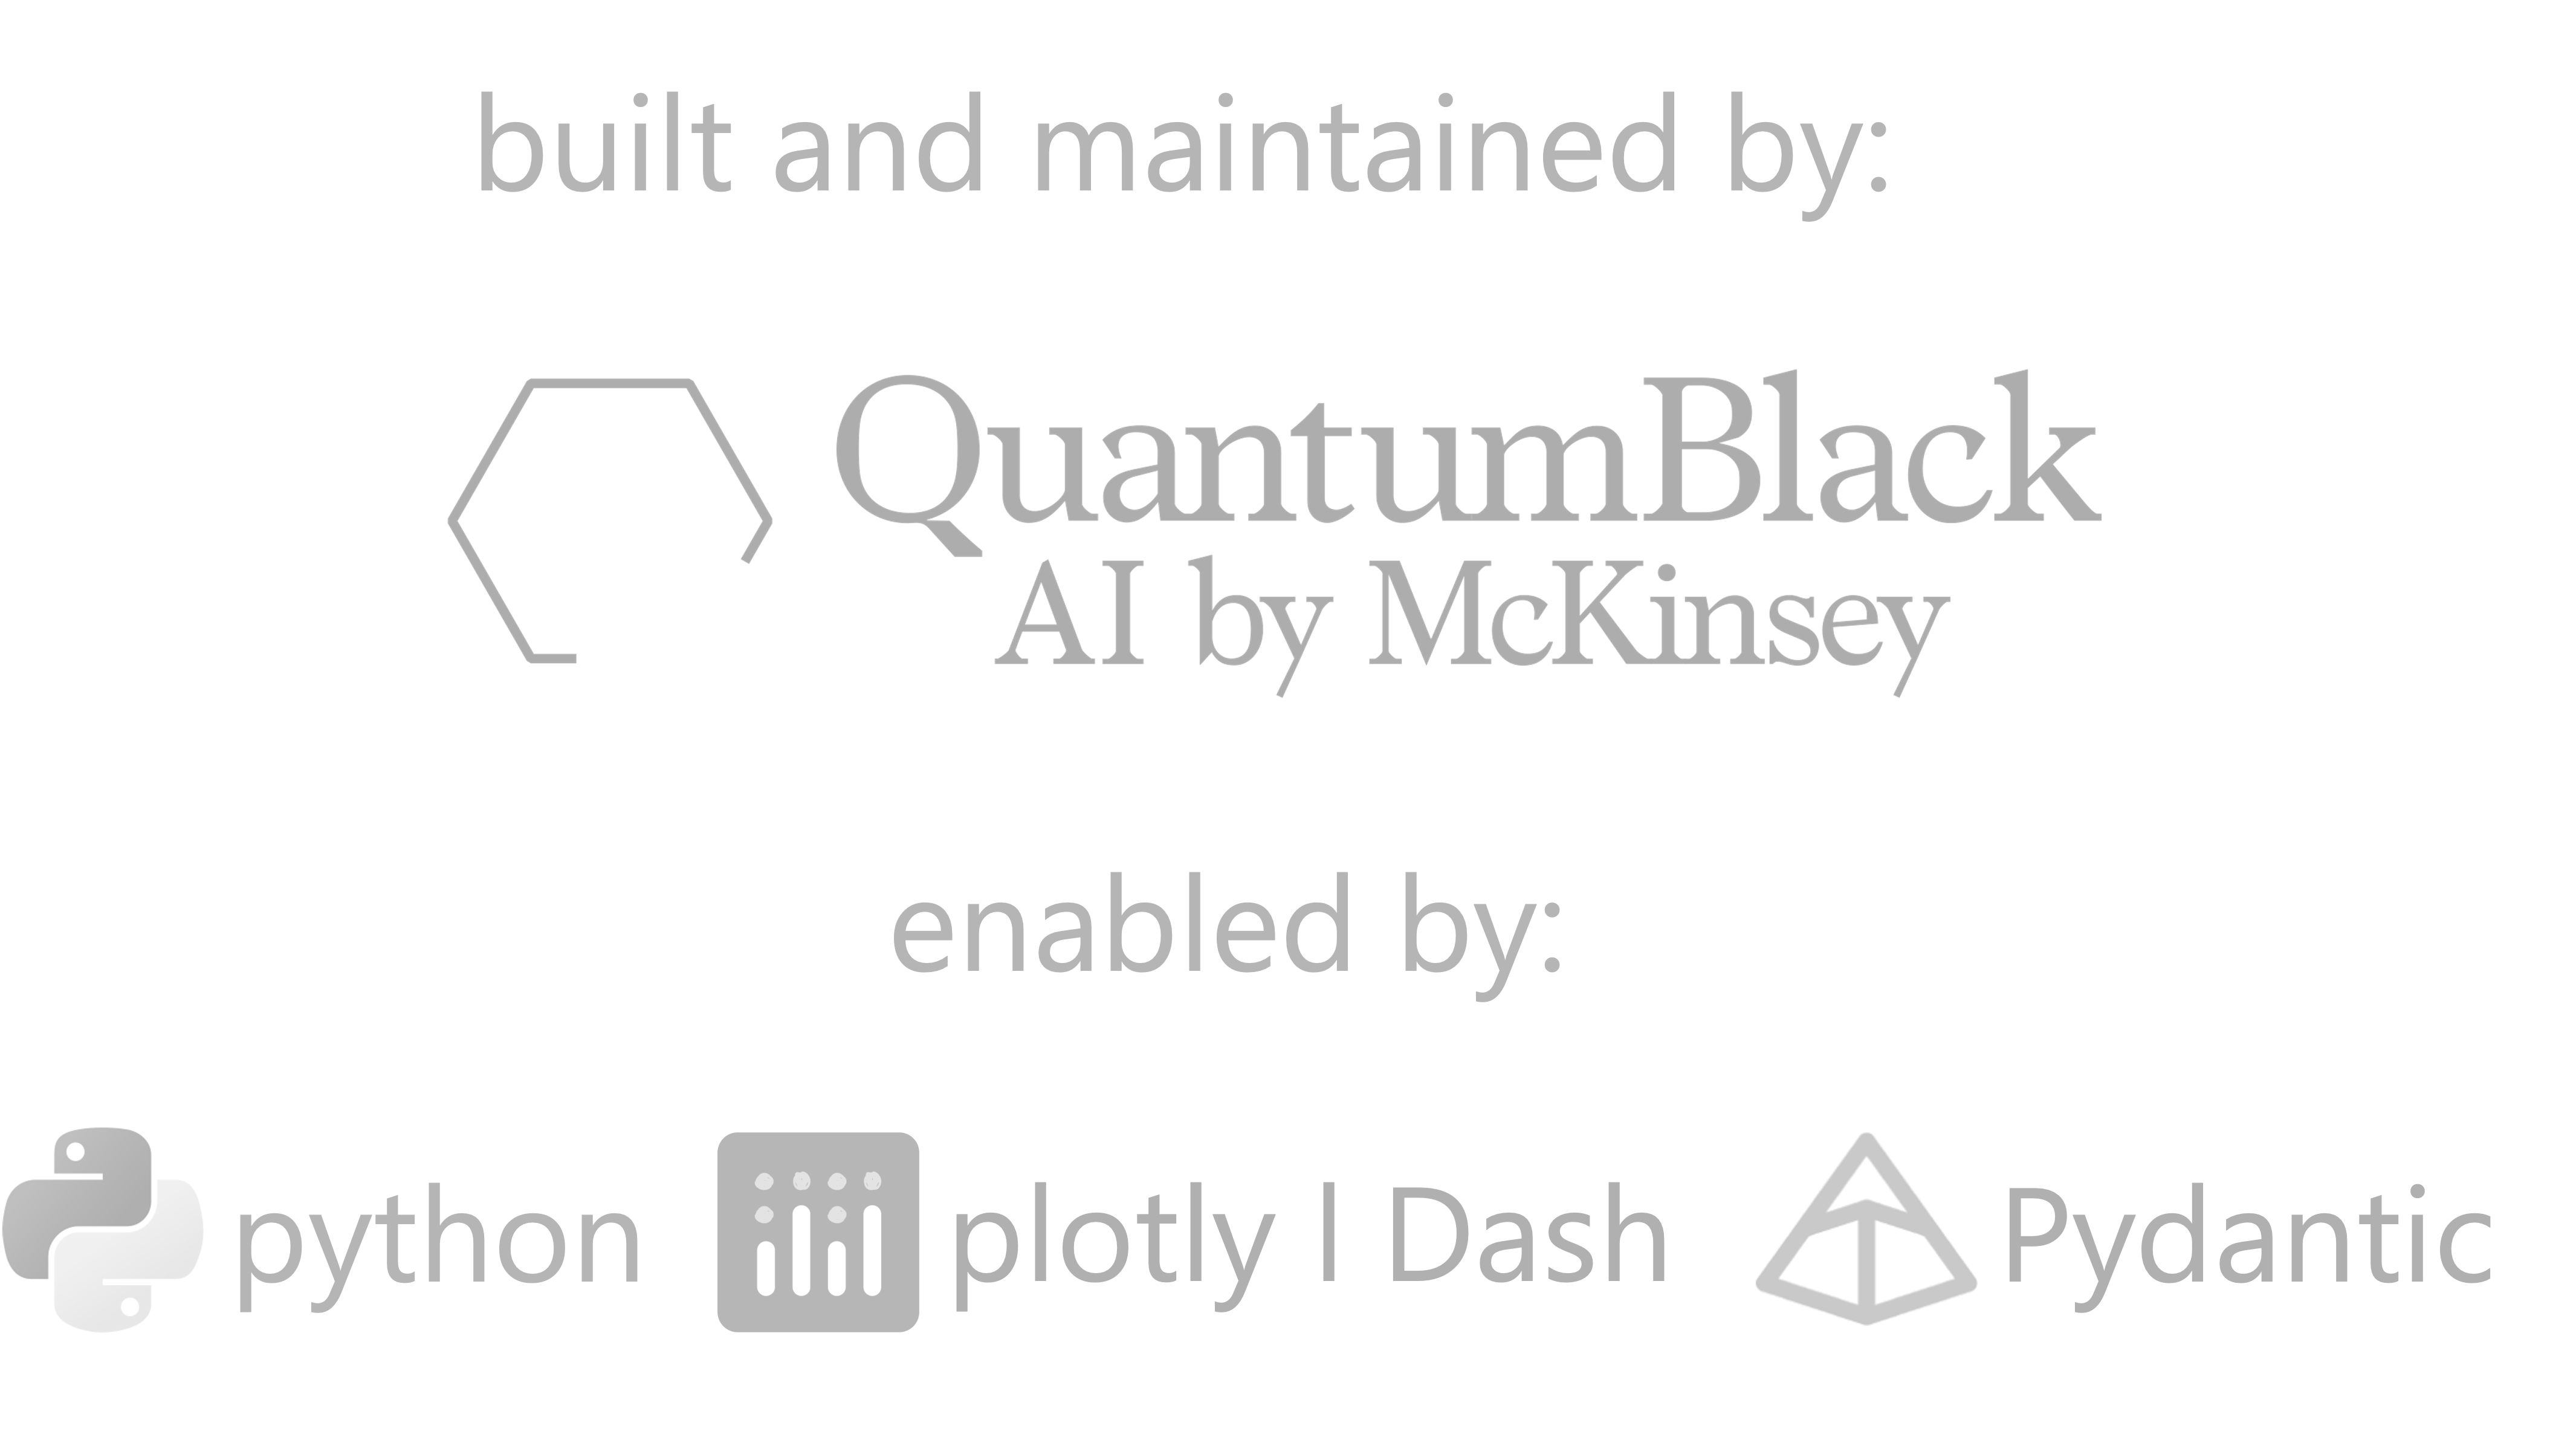 built and maintained by:
QuantumBlack
AI by McKinsey
enabled by:
python plotly | Dash Pydantic